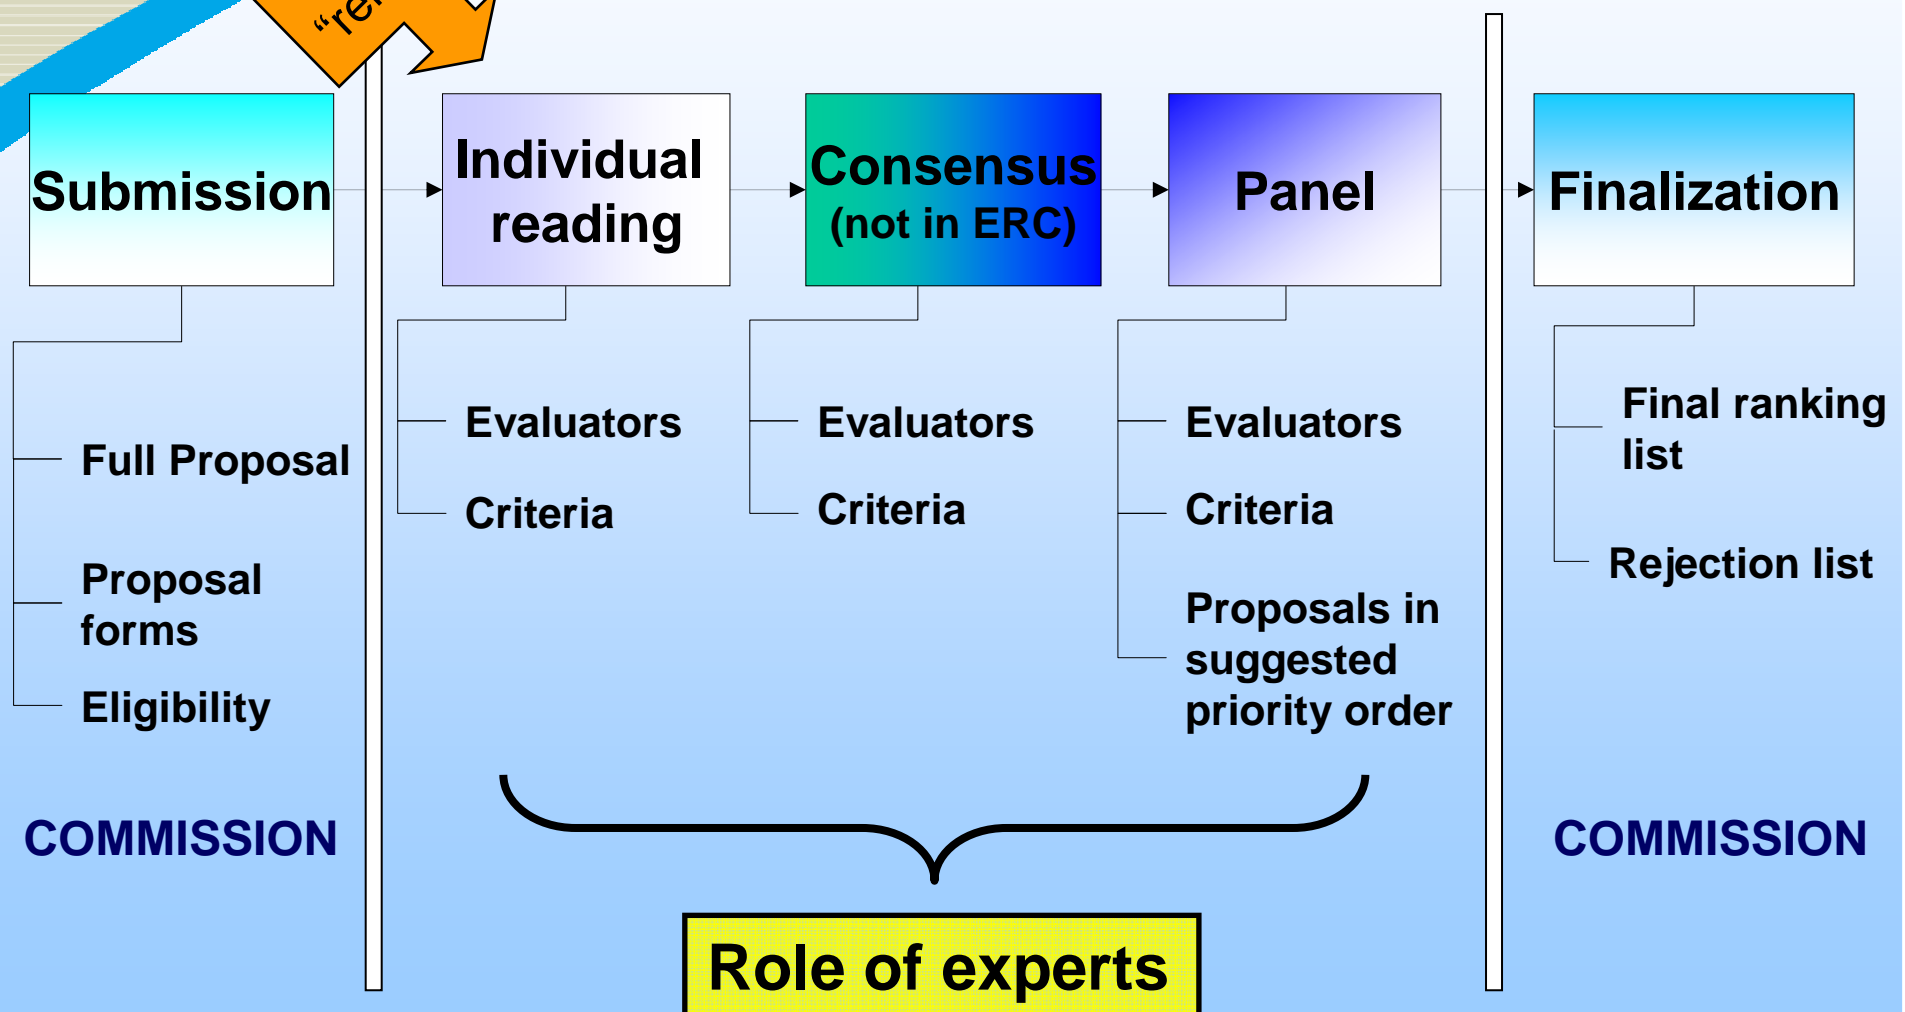 Submission
Individual
reading
Consensus
(not in ERC)
Panel
Finalization
Full Proposal
Proposal
forms
Eligibility
Evaluators
Criteria
Evaluators
Criteria
Evaluators
Criteria
Proposals in
suggested
priority order
Final ranking
list
Rejection list
COMMISSION
COMMISSION
Role of experts